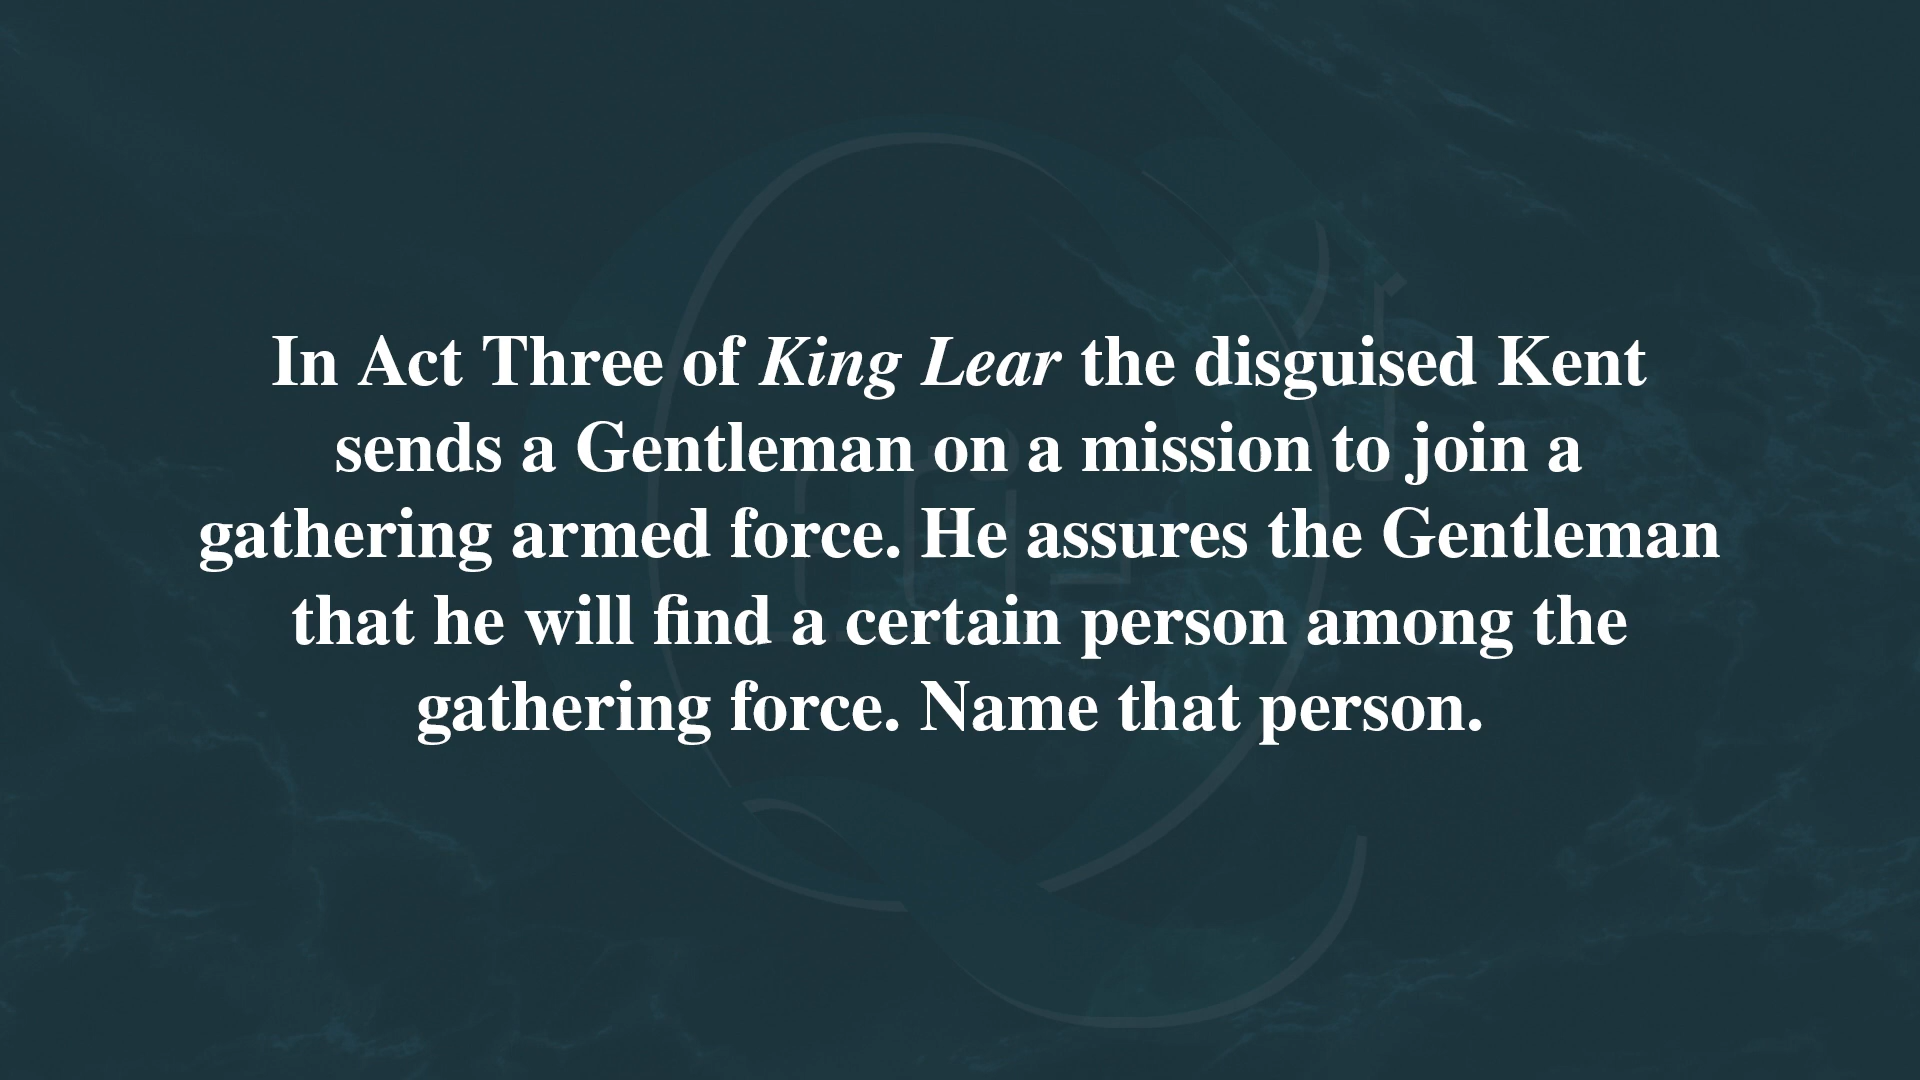 In Act Three of King Lear the disguised Kent
sends a Gentleman on a mission to join a
gathering armed force. He assures the Gentleman
that he will find a certain person among the
gathering force. Name that person.